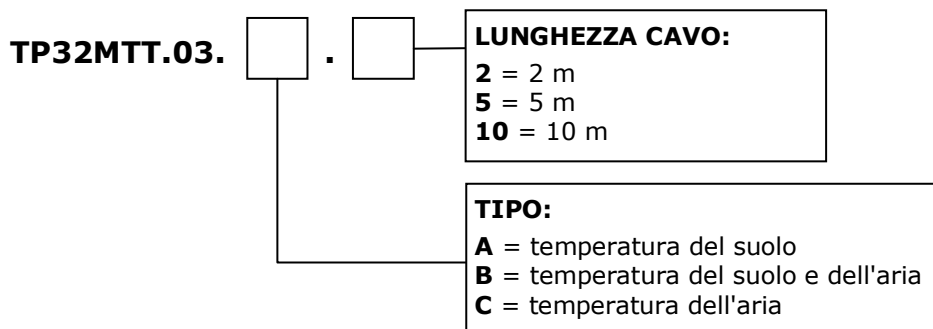 TP32MTT.03. .
LUNGHEZZA CAVO:
2 = 2 m
5 = 5 m
10 = 10 m
TIPO:
A = temperatura del suolo
B = temperatura del suolo e dell'aria
C = temperatura dell'aria